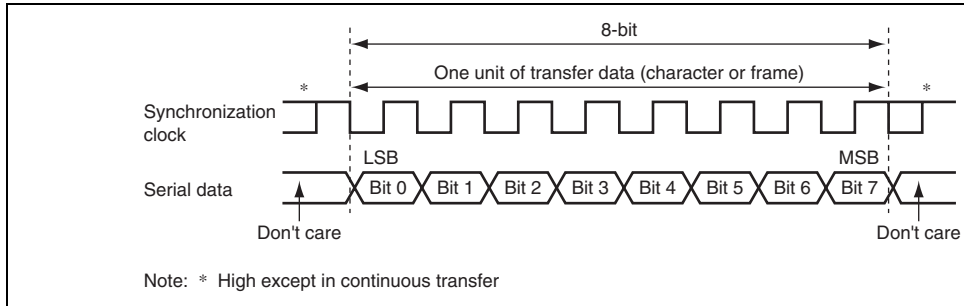 8-bit
One unit of transfer data (character or frame)
* *
Synchronization
clock
LSB MSB
Serial data Bit 0 Bit 1 Bit 2 Bit 3 Bit 4 Bit 5 Bit 6 Bit 7
Don't care Don't care
Note: * High except in continuous transfer